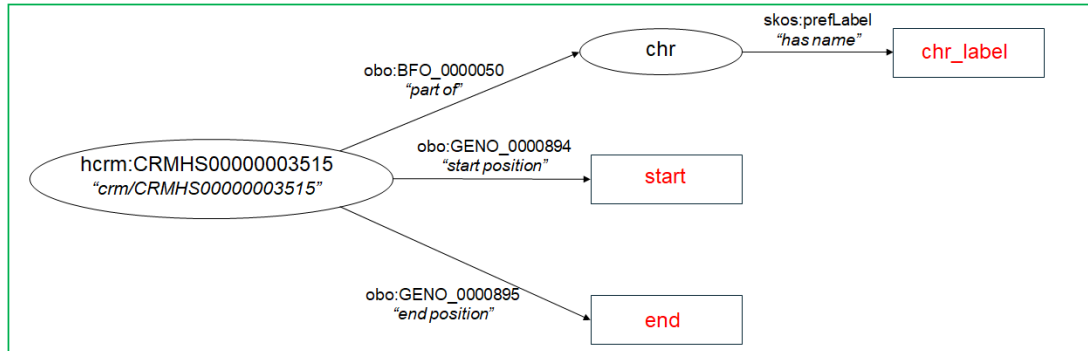 skos:prefLabel
“has name”
chr
chr_label
obo:BFO_0000050
“part of”
obo:GENO_0000894
“start position”
hcrm:CRMHS00000003515
“crm/CRMHS00000003515”
start
obo:GENO_0000895
“end position”
end